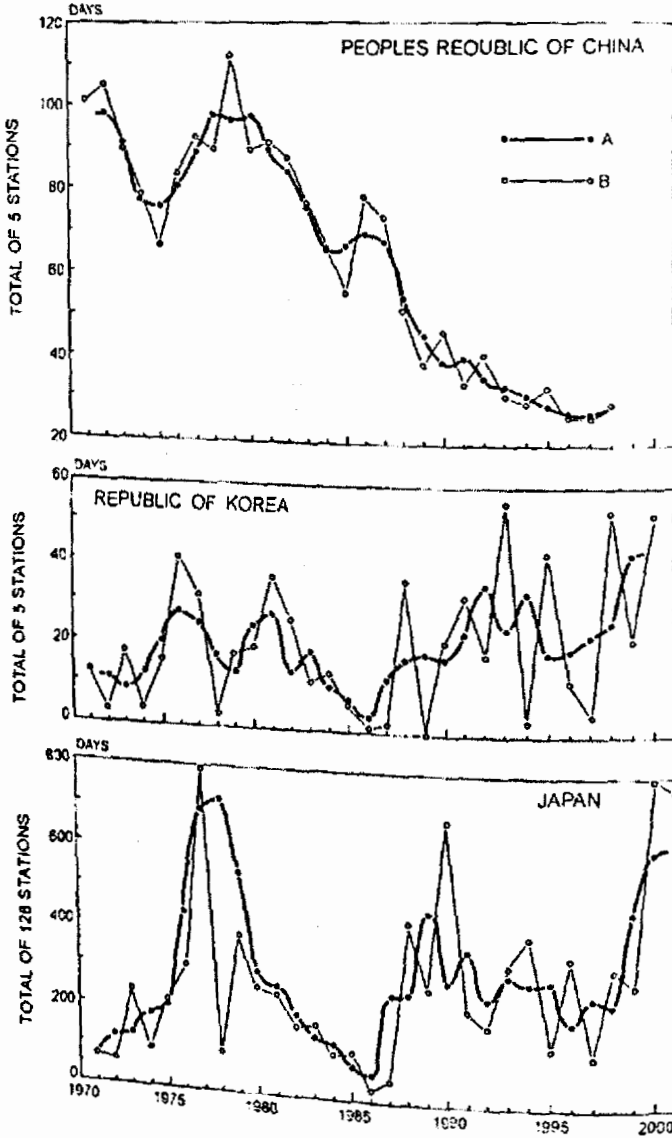 DAYS
120
PEOPLES REOUBLIC OF CHINA
100
A
B
80
60
40
20
TOTAL OF 5 STATIONS
60
DAYS
REPUBLIC OF KOREA
40
20
0
TOTAL OF 5 STATIONS
DAYS
JAPAN
600
400
200
0
TOTAL OF 128 STATIONS
1970
1975
1980
1985
1990
1995
2000